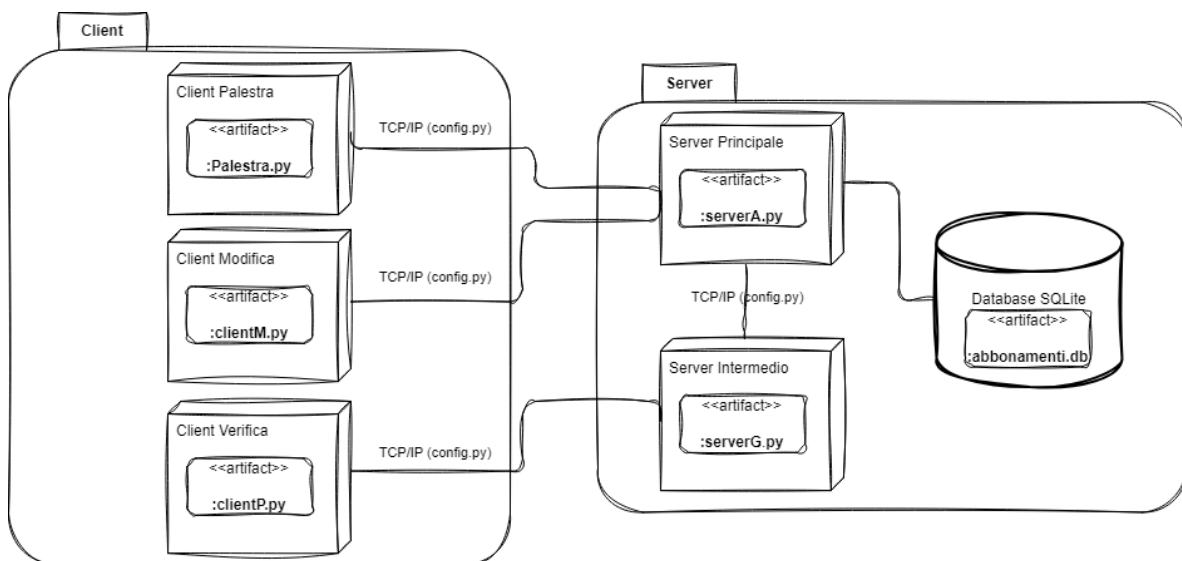 Client
Client Palestra
<<artifact>>
:Palestra.py
TCP/IP (config.py)
Client Modifica
<<artifact>>
:clientM.py
TCP/IP (config.py)
Client Verifica
<<artifact>>
:clientP.py
TCP/IP (config.py)
Server
Server Principale
<<artifact>>
:serverA.py
TCP/IP (config.py)
Server Intermedio
<<artifact>>
:serverG.py
Database SQLite
<<artifact>>
:abbonamenti.db